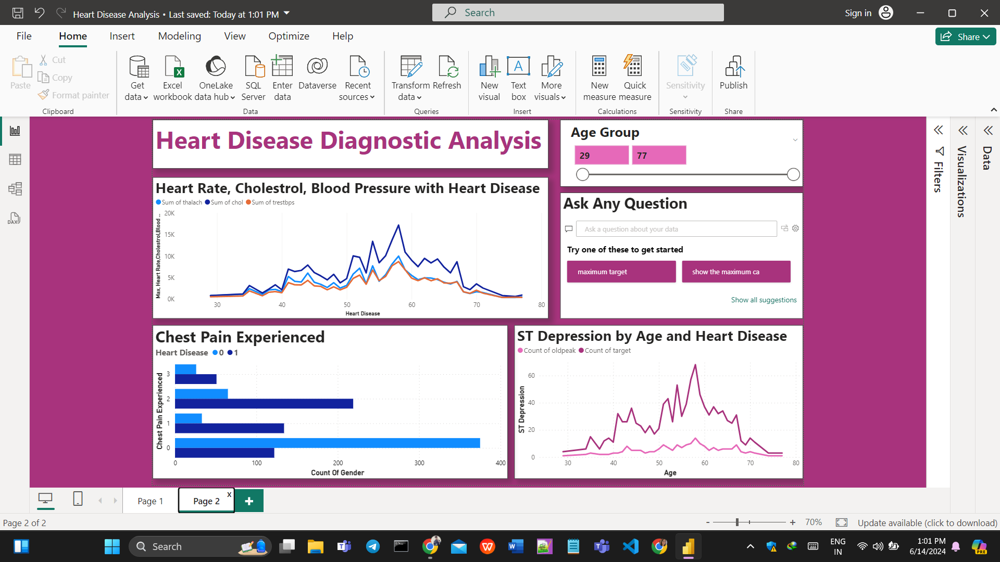 Heart Disease Analysis • Last saved: Today at 1:01 PM
Search
Sign in
File Home Insert Modeling View Optimize Help
Share
Paste
Cut
Copy
Format painter
Clipboard
Get data
Excel workbook
OneLake data hub
SQL Server
Enter data
Dataverse
Recent sources
Data
Transform data
Refresh
Queries
New visual
Text box
More visuals
Insert
New measure
Quick measure
Calculations
Sensitivity
Sensitivity
Publish
Share
DAX
Heart Disease Diagnostic Analysis
Age Group
29 77
Heart Rate, Cholestrol, Blood Pressure with Heart Disease
Sum of thalach Sum of chol Sum of trestbps
Max, Heart Rate,Cholestrol,Blood ...
20K
15K
10K
5K
0K
30 40 50 60 70 80
Heart Disease
Ask Any Question
Ask a question about your data
Try one of these to get started
maximum target
show the maximum ca
Show all suggestions
Chest Pain Experienced
Heart Disease 0 1
Chest Pain Experienced
3
2
1
0
0 100 200 300 400
Count Of Gender
ST Depression by Age and Heart Disease
Count of oldpeak Count of target
ST Depression
60
40
20
0
30 40 50 60 70 80
Age
Filters
Visualizations
Data
Page 1
Page 2 x
+
Page 2 of 2
- + 70%
Update available (click to download)
Search
ENG
IN
1:01 PM
6/14/2024
PRE